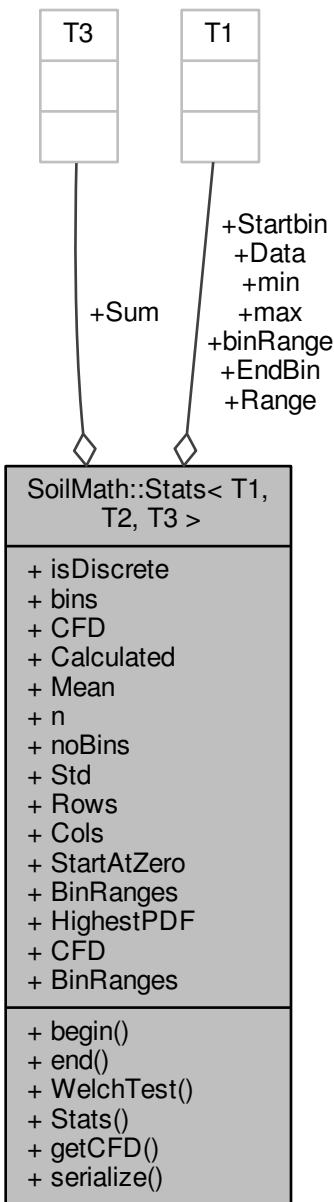 T3
T1
+Startbin
+Data
+min
+max
+binRange
+EndBin
+Range
+Sum
SoilMath::Stats< T1,
T2, T3 >
+ isDiscrete
+ bins
+ CFD
+ Calculated
+ Mean
+ n
+ noBins
+ Std
+ Rows
+ Cols
+ StartAtZero
+ BinRanges
+ HighestPDF
+ CFD
+ BinRanges
+ begin()
+ end()
+ WelchTest()
+ Stats()
+ getCFD()
+ serialize()